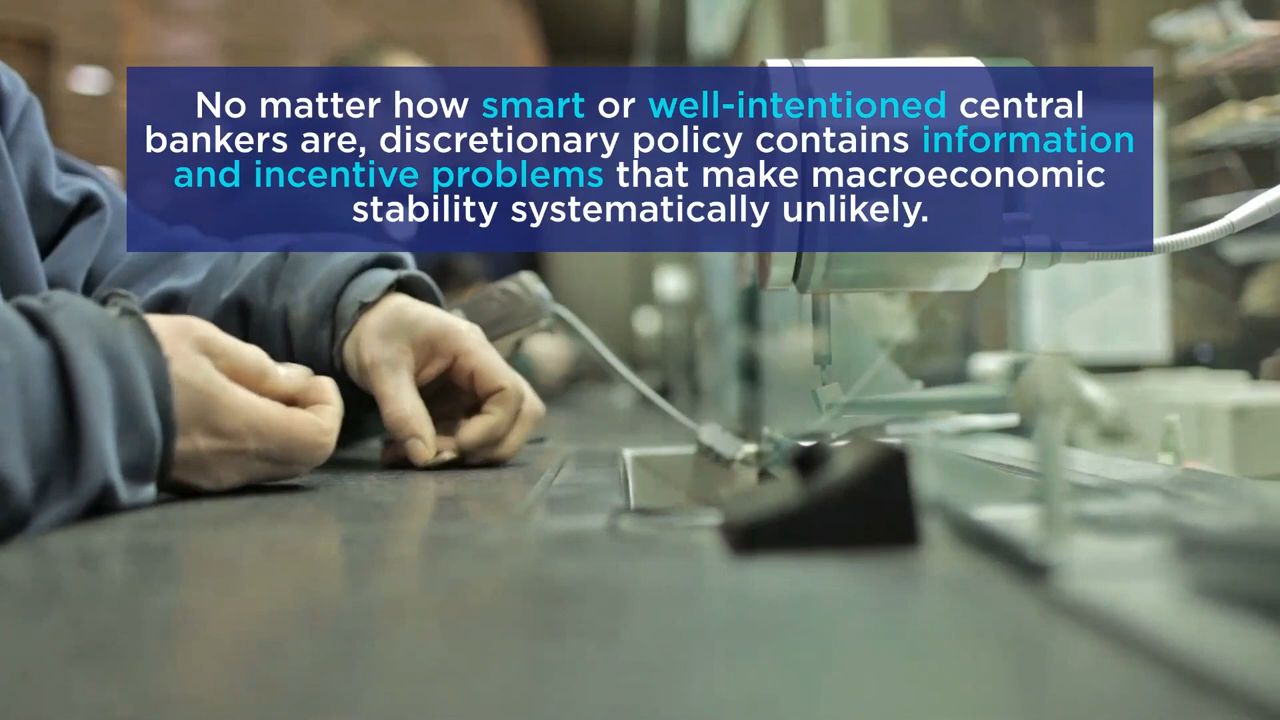 No matter how smart or well-intentioned central
bankers are, discretionary policy contains information
and incentive problems that make macroeconomic
stability systematically unlikely.